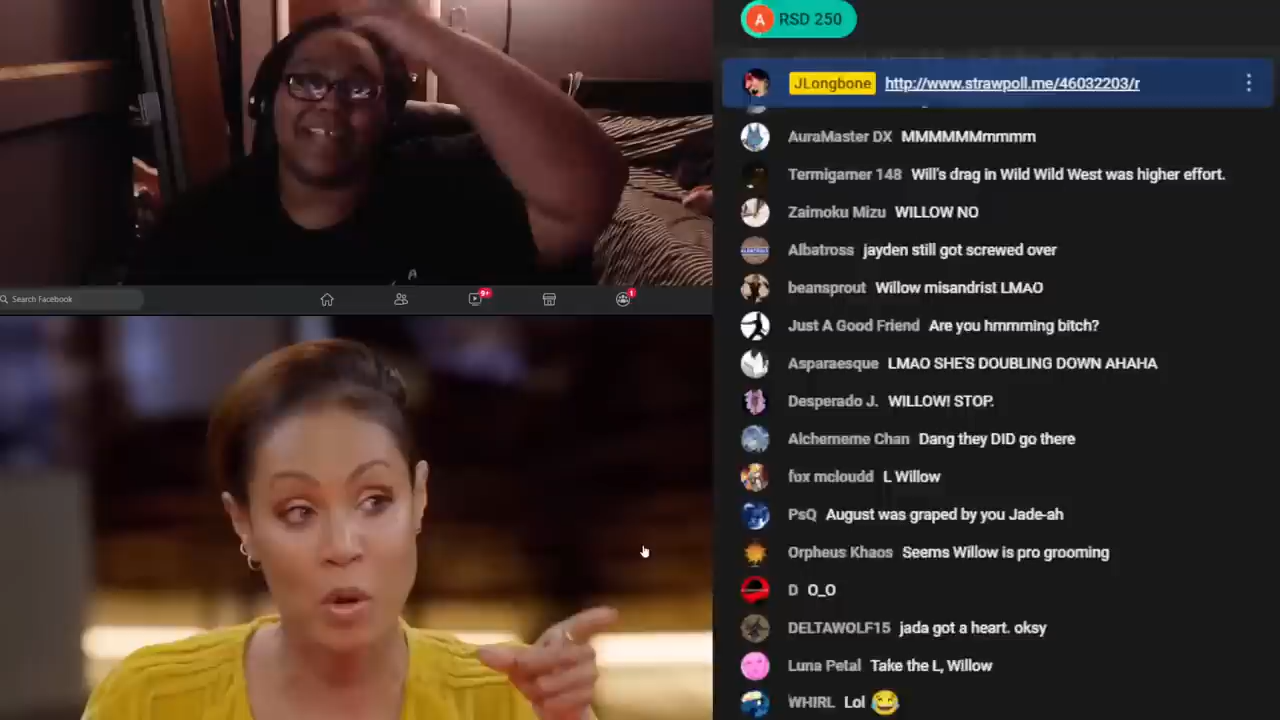 A RSD 250
JLongbone http://www.strawpoll.me/46032203/r
AuraMaster DX MMMMMMmmmm
Termigamer 148 Will's drag in Wild Wild West was higher effort.
Zaimoku Mizu WILLOW NO
Albatross jayden still got screwed over
beansprout Willow misandrist LMAO
Just A Good Friend Are you hmmming bitch?
Asparaesque LMAO SHE'S DOUBLING DOWN AHAHA
Desperado J. WILLOW! STOP.
Alchememe Chan Dang they DID go there
fox mcloudd L Willow
PsQ August was graped by you Jade-ah
Orpheus Khaos Seems Willow is pro grooming
D O_O
DELTAWOLF15 jada got a heart. oksy
Luna Petal Take the L, Willow
WHIRL Lol 😂
Search Facebook
9+
1